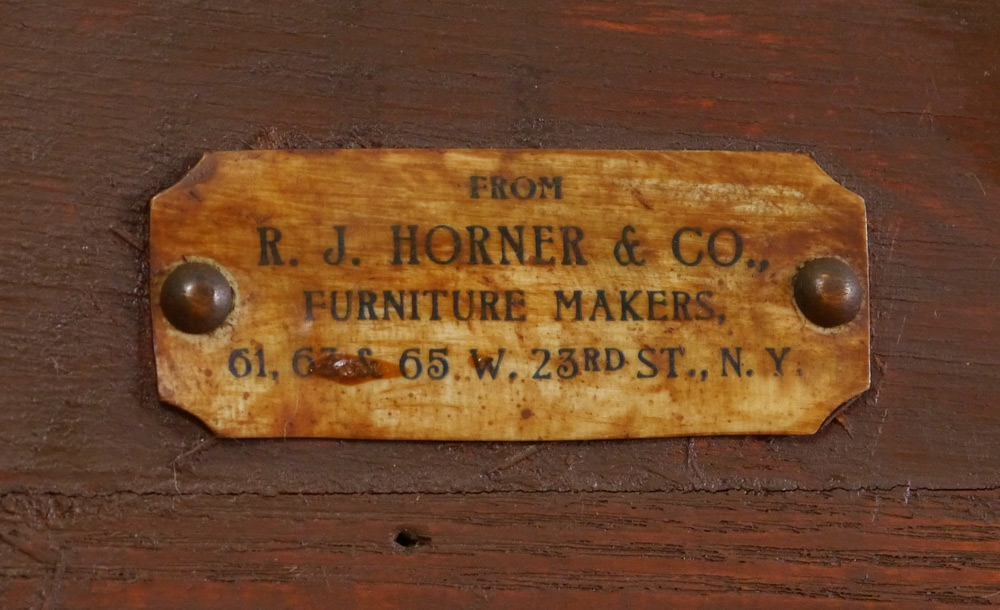 FROM
R. J. HORNER & CO.,
FURNITURE MAKERS,
61, 63 & 65 W. 23RD ST., N. Y.